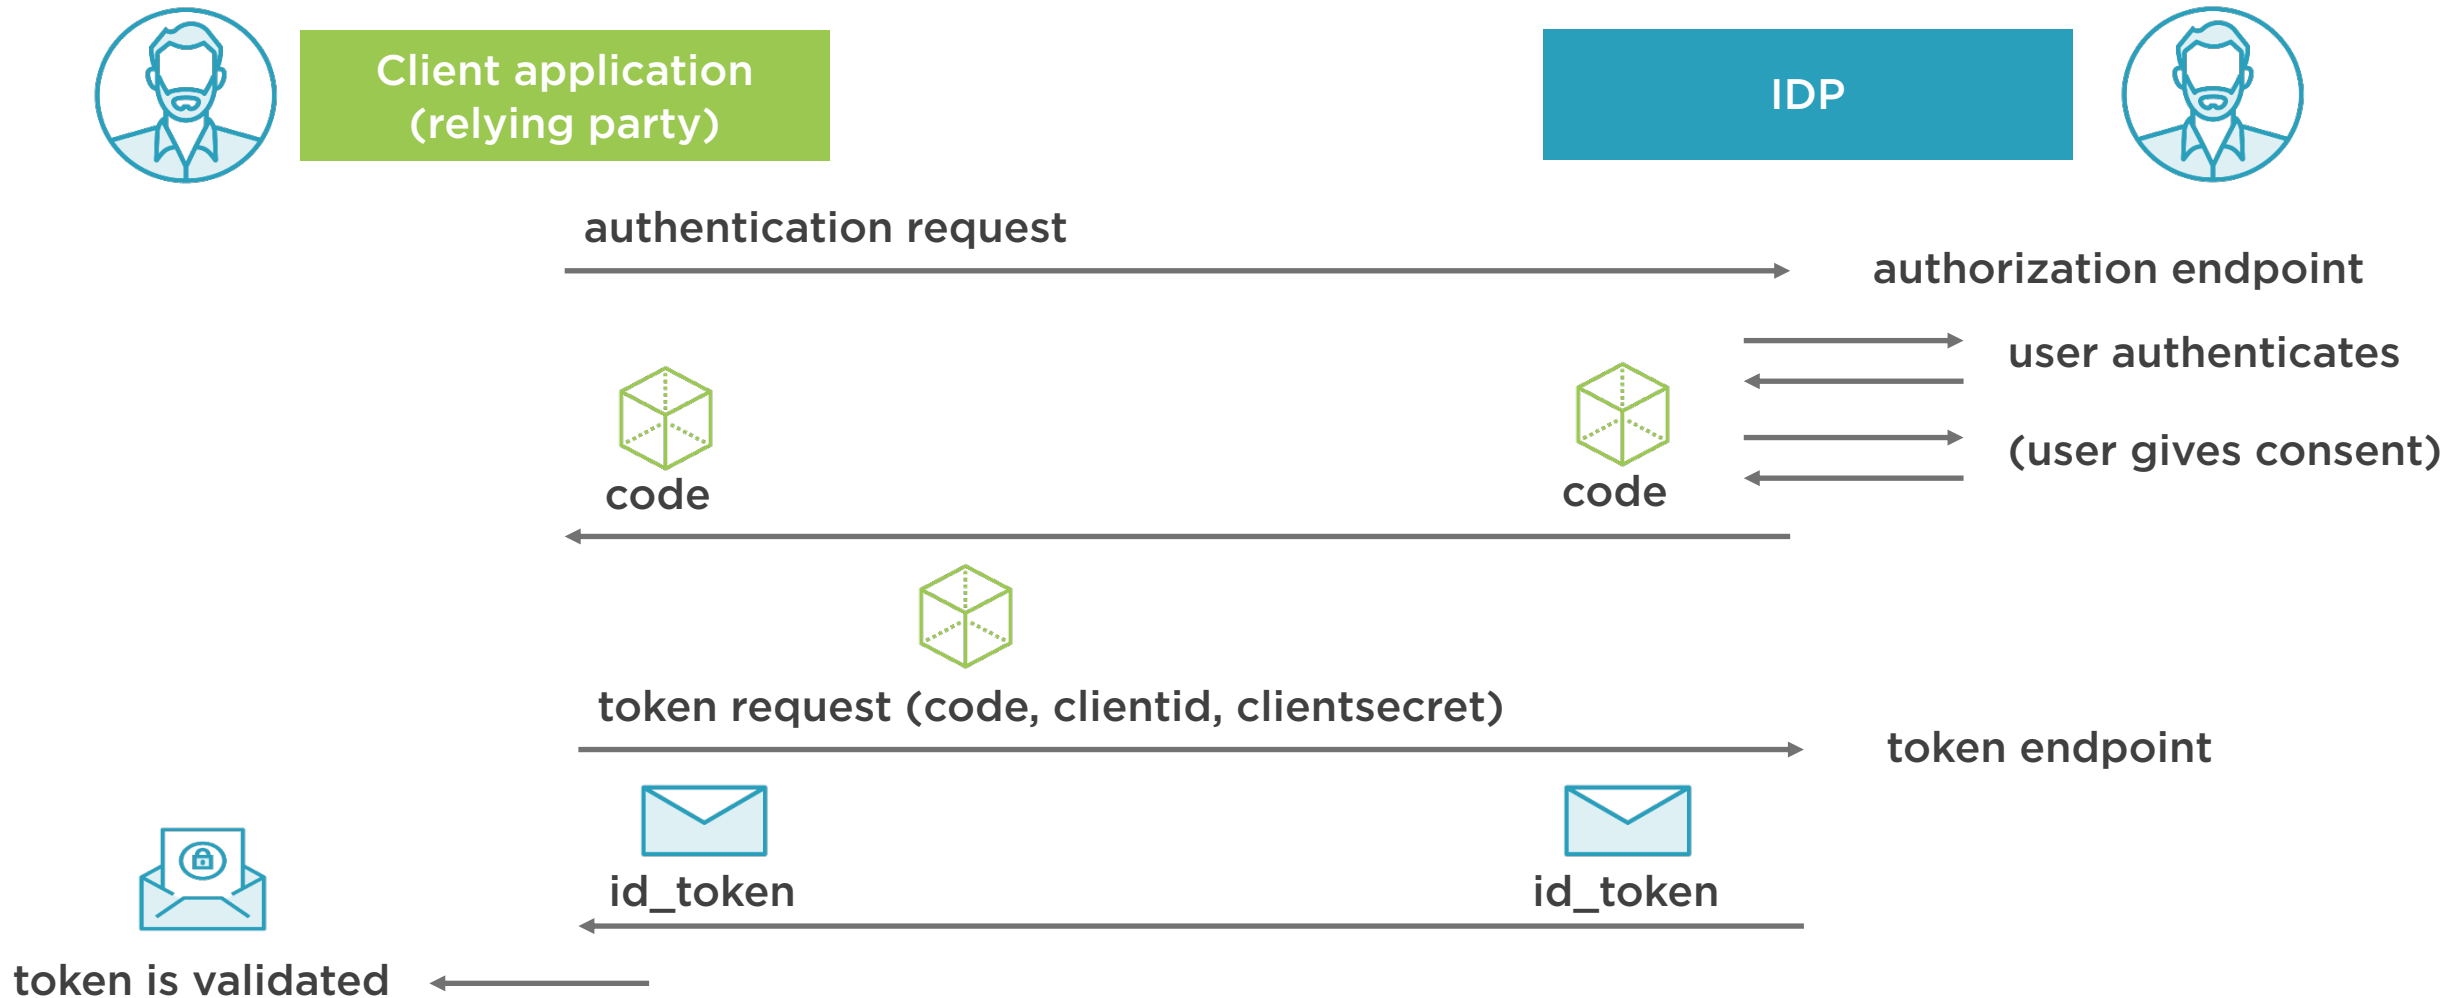 Client application
(relying party)
IDP
authentication request
authorization endpoint
user authenticates
(user gives consent)
code
code
token request (code, clientid, clientsecret)
token endpoint
id_token
id_token
token is validated